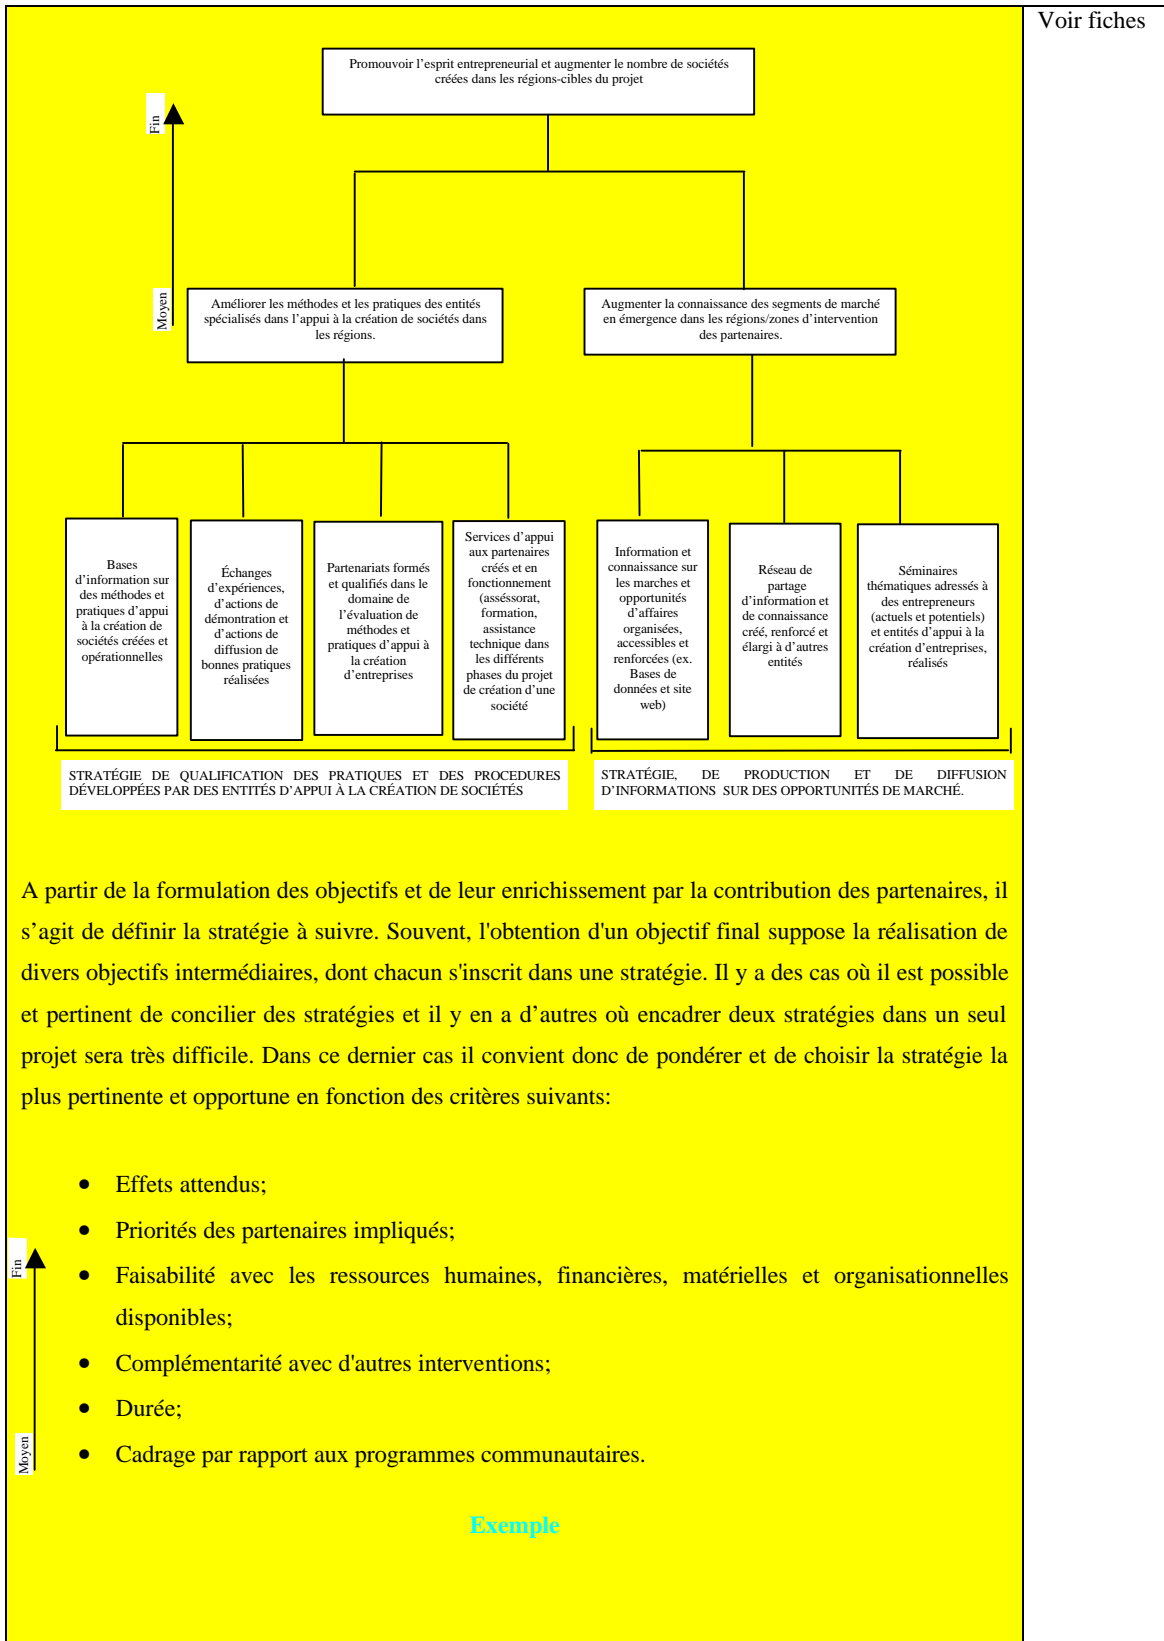 Voir fiches
Promouvoir l’esprit entrepreneurial et augmenter le nombre de sociétés
créées dans les régions-cibles du projet
Fin
Moyen
Améliorer les méthodes et les pratiques des entités
spécialisés dans l’appui à la création de sociétés dans
les régions.
Augmenter la connaissance des segments de marché
en émergence dans les régions/zones d’intervention
des partenaires.
Bases
d’information sur
des méthodes et
pratiques d’appui
à la création de
sociétés créées et
opérationnelles
Échanges
d’expériences,
d’actions de
démontration et
d’actions de
diffusion de
bonnes pratiques
réalisées
Partenariats formés
et qualifiés dans le
domaine de
l’évaluation de
méthodes et
pratiques d’appui à
la création
d’entreprises
Services d’appui
aux partenaires
créés et en
fonctionnement
(asséssorat,
formation,
assistance
technique dans
les différents
phases du projet
de création d’une
société
Information et
connaissance sur
les marches et
opportunités
d’affaires
organisées,
accessibles et
renforcées (ex.
Bases de
données et site
web)
Réseau de
partage
d’information et
de connaissance
créé, renforcé et
élargi à d’autres
entités
Séminaires
thématiques adressés à
des entrepreneurs
(actuels et potentiels)
et entités d’appui à la
création d’entreprises,
réalisés
STRATÉGIE DE QUALIFICATION DES PRATIQUES ET DES PROCEDURES
DÉVELOPPÉES PAR DES ENTITÉS D’APPUI À LA CRÉATION DE SOCIÉTÉS
STRATÉGIE, DE PRODUCTION ET DE DIFFUSION
D’INFORMATIONS SUR DES OPPORTUNITÉS DE MARCHÉ.
A partir de la formulation des objectifs et de leur enrichissement par la contribution des partenaires, il
s’agit de définir la stratégie à suivre. Souvent, l'obtention d'un objectif final suppose la réalisation de
divers objectifs intermédiaires, dont chacun s'inscrit dans une stratégie. Il y a des cas où il est possible
et pertinent de concilier des stratégies et il y en a d’autres où encadrer deux stratégies dans un seul
projet sera très difficile. Dans ce dernier cas il convient donc de pondérer et de choisir la stratégie la
plus pertinente et opportune en fonction des critères suivants:
• Effets attendus;
• Priorités des partenaires impliqués;
• Faisabilité avec les ressources humaines, financières, matérielles et organisationnelles
disponibles;
• Complémentarité avec d'autres interventions;
• Durée;
• Cadrage par rapport aux programmes communautaires.
Fin
Moyen
Exemple